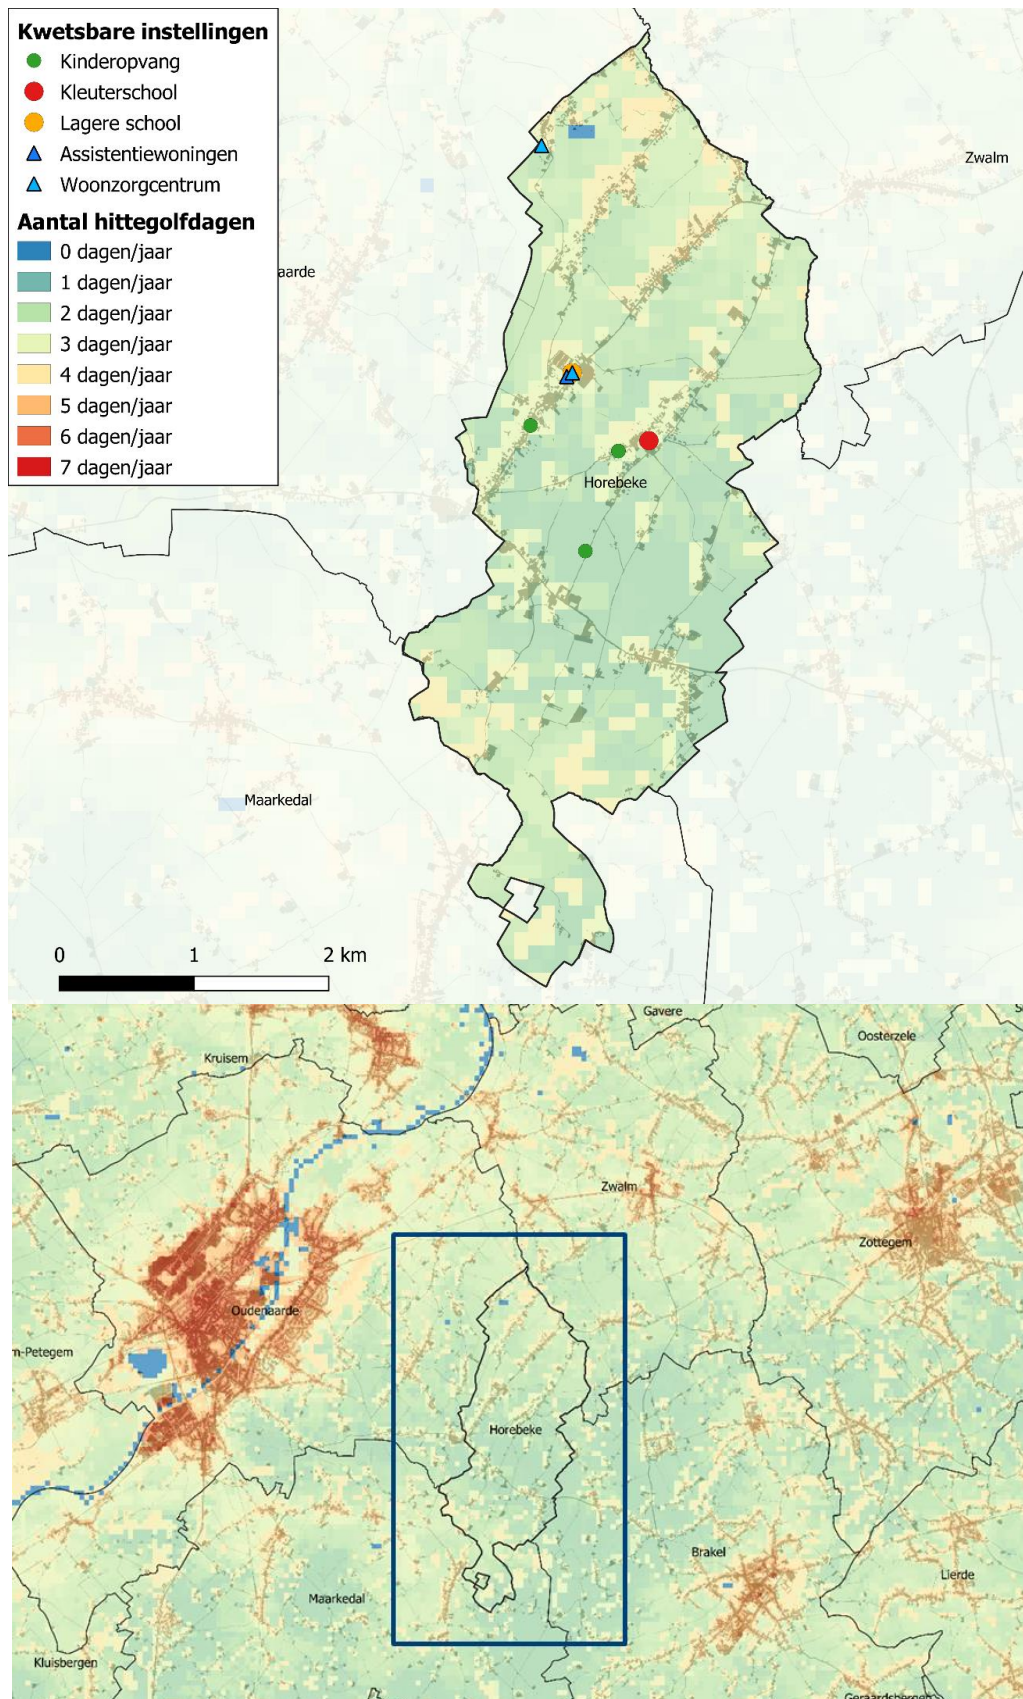 Kwetsbare instellingen
Kinderopvang
Kleuterschool
Lagere school
Assistentiewoningen
Woonzorgcentrum
Aantal hittegolfdagen
0 dagen/jaar
1 dagen/jaar
2 dagen/jaar
3 dagen/jaar
4 dagen/jaar
5 dagen/jaar
6 dagen/jaar
7 dagen/jaar
Zwalm
aarde
Horebeke
Maarkedal
0 1 2 km
Gavere
Oosterzele
Kruisem
Zwalm
Zottegem
Oudenaarde
m-Petegem
Horebeke
Brakel
Lierde
Maarkedal
Kluisbergen
Geraardsbergen